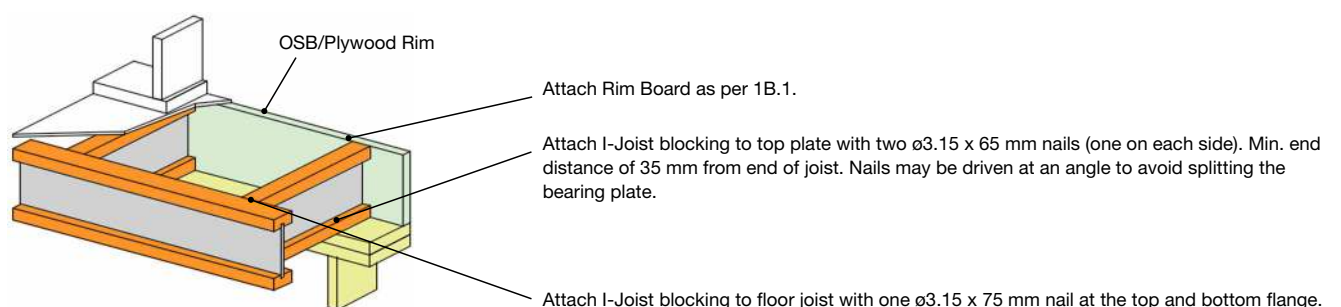 OSB/Plywood Rim
Attach Rim Board as per 1B.1.
Attach I-Joist blocking to top plate with two ø3.15 x 65 mm nails (one on each side). Min. end
distance of 35 mm from end of joist. Nails may be driven at an angle to avoid splitting the
bearing plate.
Attach I-Joist blocking to floor joist with one ø3.15 x 75 mm nail at the top and bottom flange.